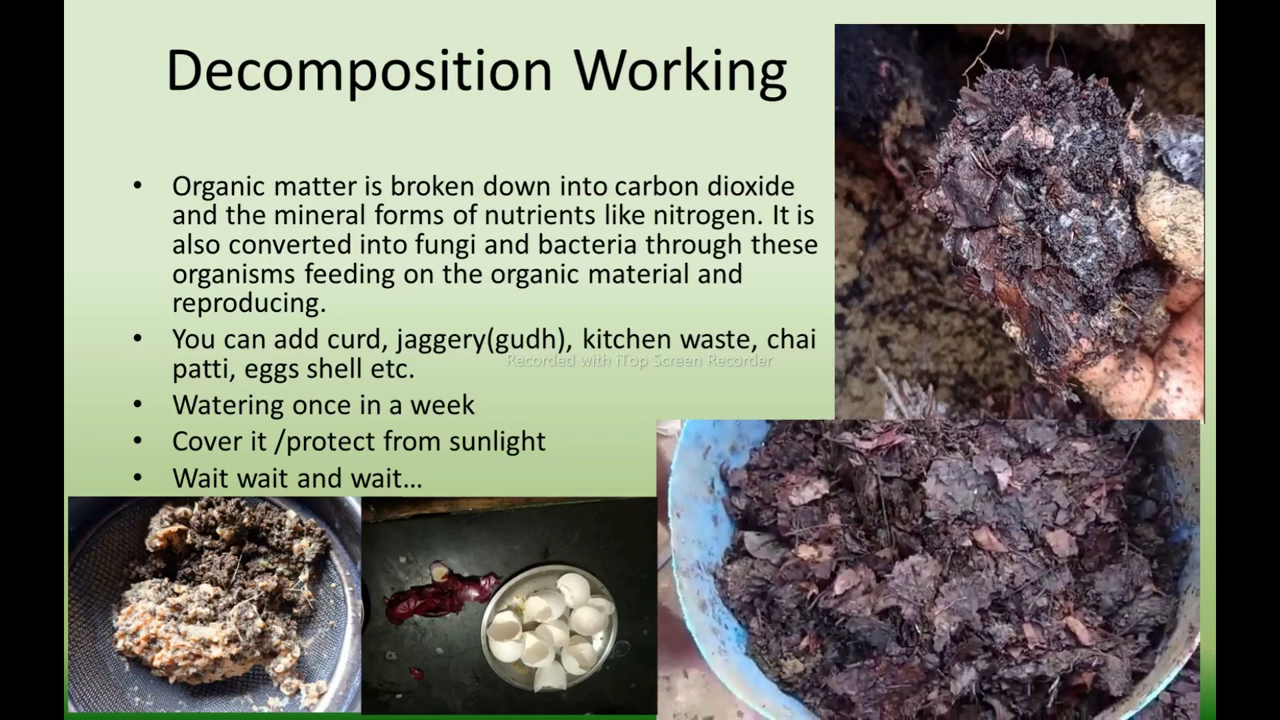 Decomposition Working
• Organic matter is broken down into carbon dioxide
and the mineral forms of nutrients like nitrogen. It is
also converted into fungi and bacteria through these
organisms feeding on the organic material and
reproducing.
• You can add curd, jaggery(gudh), kitchen waste, chai
patti, eggs shell etc.
Recorded with iTop Screen Recorder
• Watering once in a week
• Cover it /protect from sunlight
• Wait wait and wait...